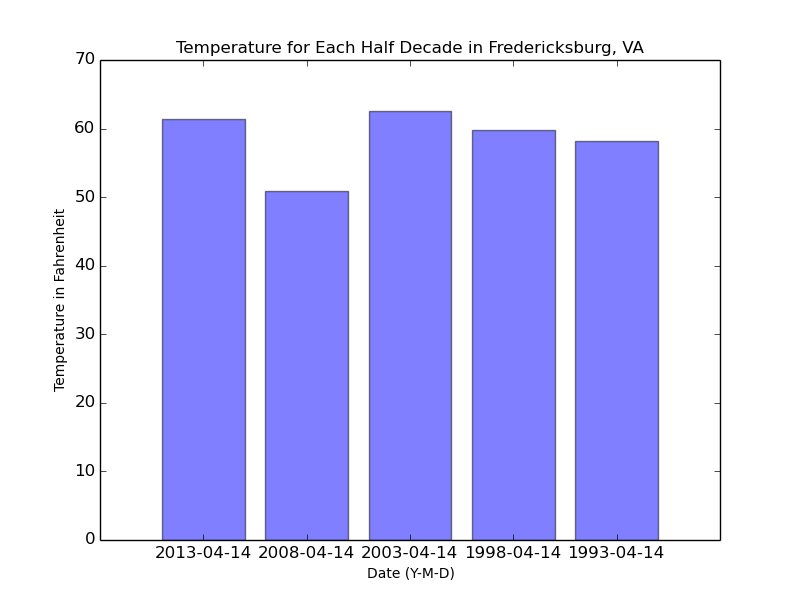 Temperature for Each Half Decade in Fredericksburg, VA
70
60
50
40
30
20
10
0
Temperature in Fahrenheit
2013-04-14 2008-04-14 2003-04-14 1998-04-14 1993-04-14
Date (Y-M-D)